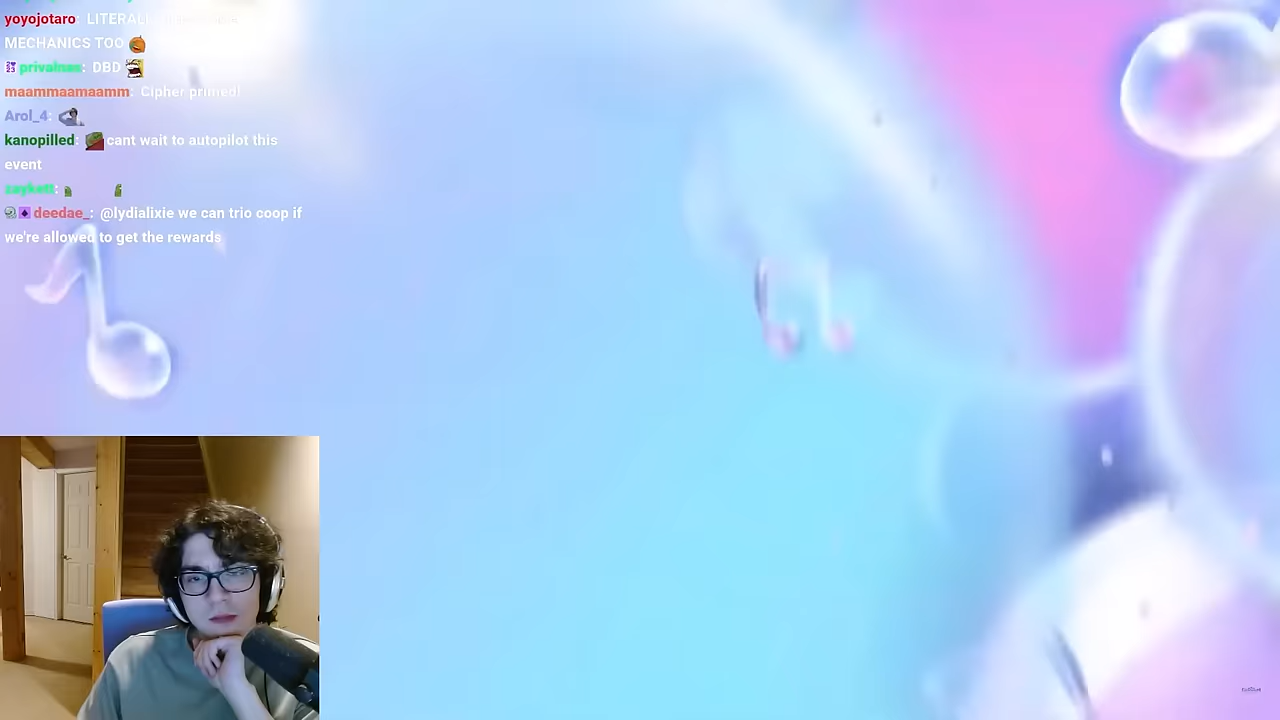 yoyojotaro: LITERALLY
MECHANICS TOO
privalnas: DBD
maammaamaamm: Cipher primed!
Arol_4:
kanopilled: cant wait to autopilot this
event
zaykett:
deedae_: @lydialixie we can trio coop if
we're allowed to get the rewards